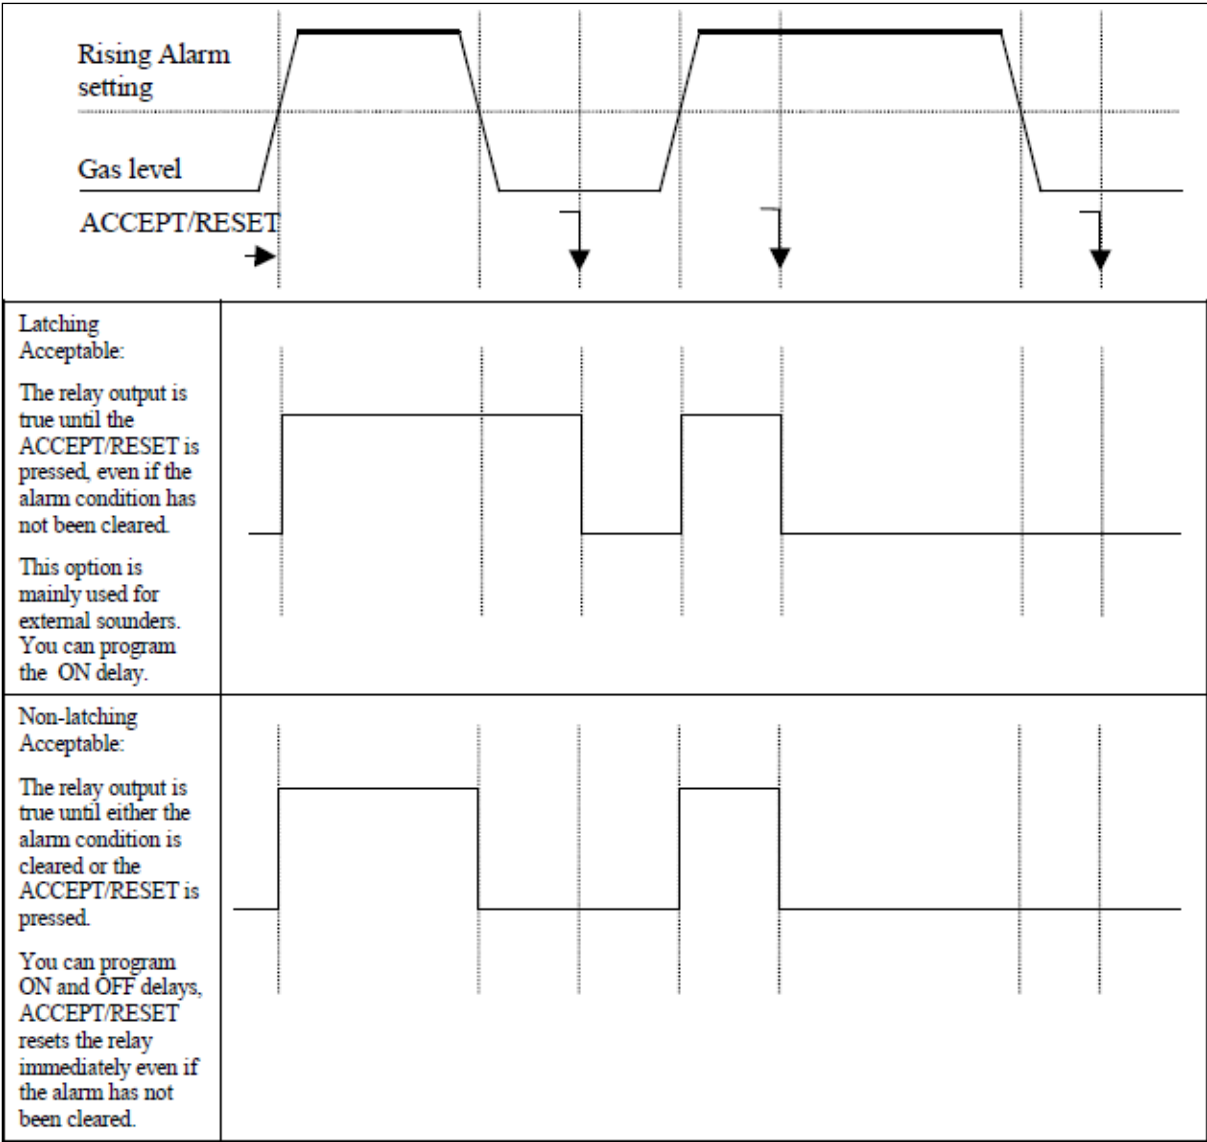 Rising Alarm
setting
Gas level
ACCEPT/RESET
Latching
Acceptable:
The relay output is
true until the
ACCEPT/RESET is
pressed, even if the
alarm condition has
not been cleared.
This option is
mainly used for
external sounders.
You can program
the ON delay.
Non-latching
Acceptable:
The relay output is
true until either the
alarm condition is
cleared or the
ACCEPT/RESET is
pressed.
You can program
ON and OFF delays,
ACCEPT/RESET
resets the relay
immediately even if
the alarm has not
been cleared.